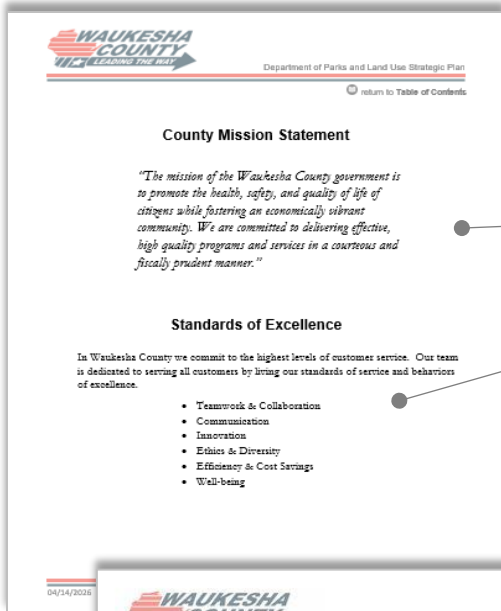 WAUKESHA
COUNTY
LEADING THE WAY
Department of Parks and Land Use Strategic Plan
return to Table of Contents
County Mission Statement
"The mission of the Waukesha County government is
to promote the health, safety, and quality of life of
citizens while fostering an economically vibrant
community. We are committed to delivering effective,
high quality programs and services in a courteous and
fiscally prudent manner."
Standards of Excellence
In Waukesha County we commit to the highest levels of customer service. Our team
is dedicated to serving all customers by living our standards of service and behaviors
of excellence.
• Teamwork & Collaboration
• Communication
• Innovation
• Ethics & Diversity
• Efficiency & Cost Savings
• Well-being
04/14/2026
WAUKESHA
COUNTY